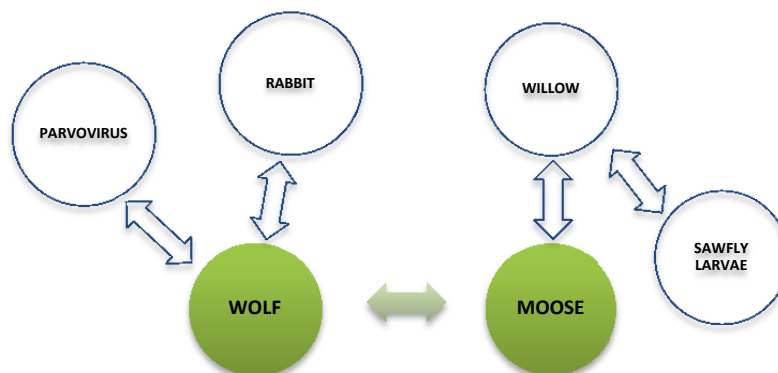 RABBIT
WILLOW
PARVOVIRUS
SAWFLY
LARVAE
WOLF
MOOSE